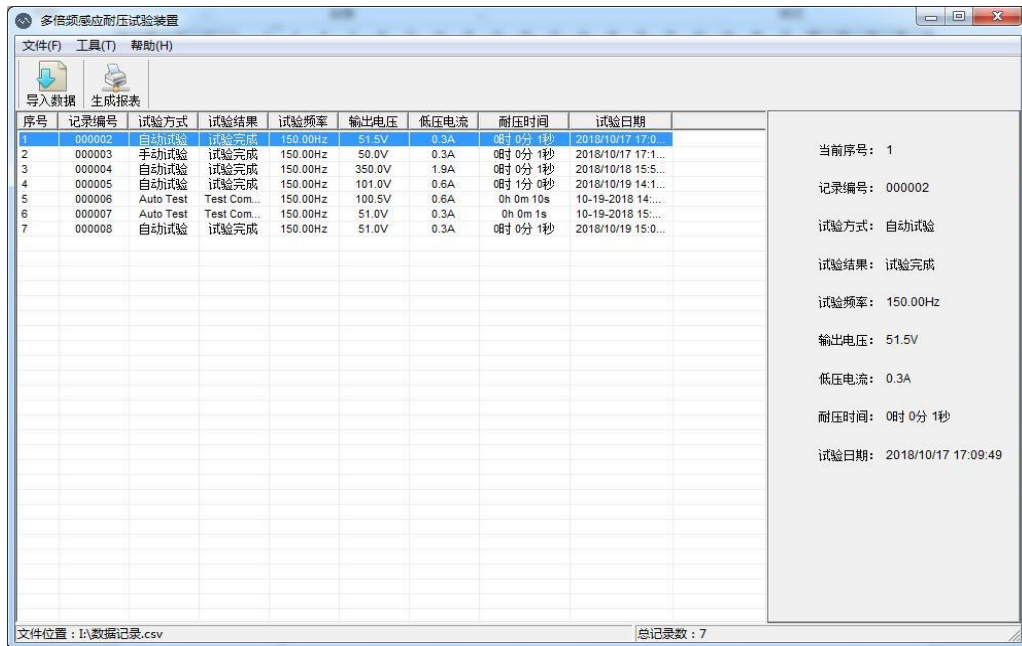 多倍频感应耐压试验装置
文件(F) 工具(T) 帮助(H)
导入数据 生成报表
序号 记录编号 试验方式 试验结果 试验频率 输出电压 低压电流 耐压时间 试验日期
1 000002 自动试验 试验完成 150.00Hz 51.5V 0.3A 0时 0分 1秒 2018/10/17 17:0...
2 000003 手动试验 试验完成 150.00Hz 50.0V 0.3A 0时 0分 1秒 2018/10/17 17:1...
3 000004 自动试验 试验完成 150.00Hz 350.0V 1.9A 0时 0分 1秒 2018/10/18 15:5...
4 000005 自动试验 试验完成 150.00Hz 101.0V 0.6A 0时 1分 0秒 2018/10/19 14:1...
5 000006 Auto Test Test Com... 150.00Hz 100.5V 0.6A 0h 0m 10s 10-19-2018 14:...
6 000007 Auto Test Test Com... 150.00Hz 51.0V 0.3A 0h 0m 1s 10-19-2018 15:...
7 000008 自动试验 试验完成 150.00Hz 51.0V 0.3A 0时 0分 1秒 2018/10/19 15:0...
当前序号: 1
记录编号: 000002
试验方式: 自动试验
试验结果: 试验完成
试验频率: 150.00Hz
输出电压: 51.5V
低压电流: 0.3A
耐压时间: 0时 0分 1秒
试验日期: 2018/10/17 17:09:49
文件位置：I:\数据记录.csv 总记录数：7